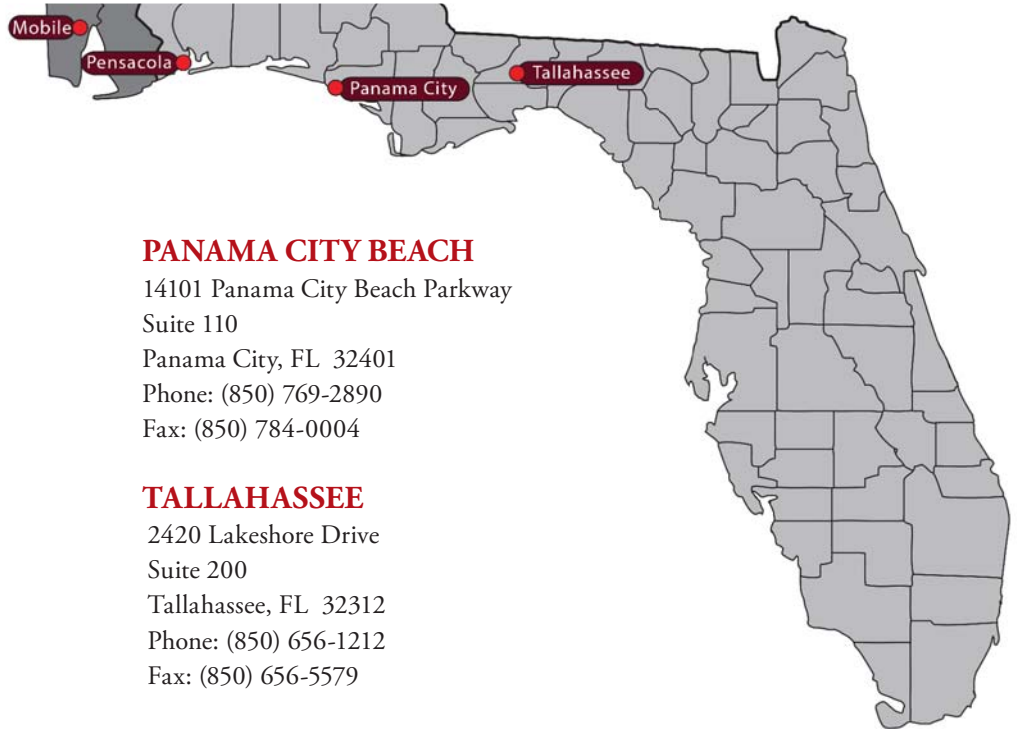 Mobile
Pensacola
Panama City
Tallahassee
PANAMA CITY BEACH
14101 Panama City Beach Parkway
Suite 110
Panama City, FL 32401
Phone: (850) 769-2890
Fax: (850) 784-0004
TALLAHASSEE
2420 Lakeshore Drive
Suite 200
Tallahassee, FL 32312
Phone: (850) 656-1212
Fax: (850) 656-5579